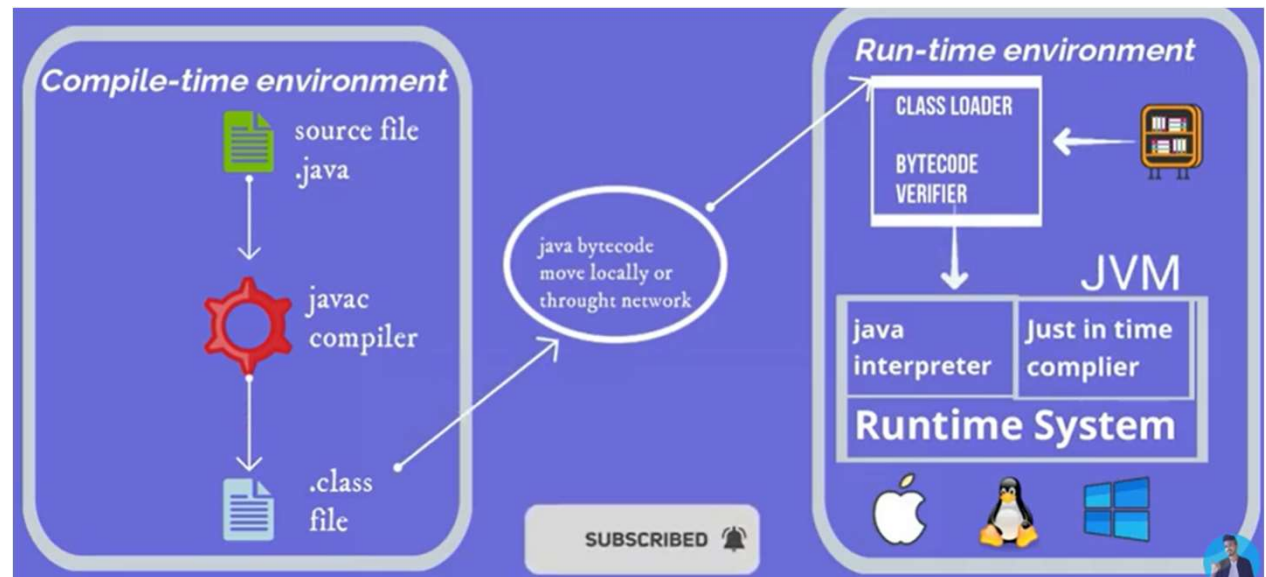 Compile-time environment
source file
.java
javac
compiler
.class
file
java bytecode
move locally or
throught network
SUBSCRIBED
Run-time environment
CLASS LOADER
BYTECODE
VERIFIER
JVM
java
interpreter
Just in time
complier
Runtime System